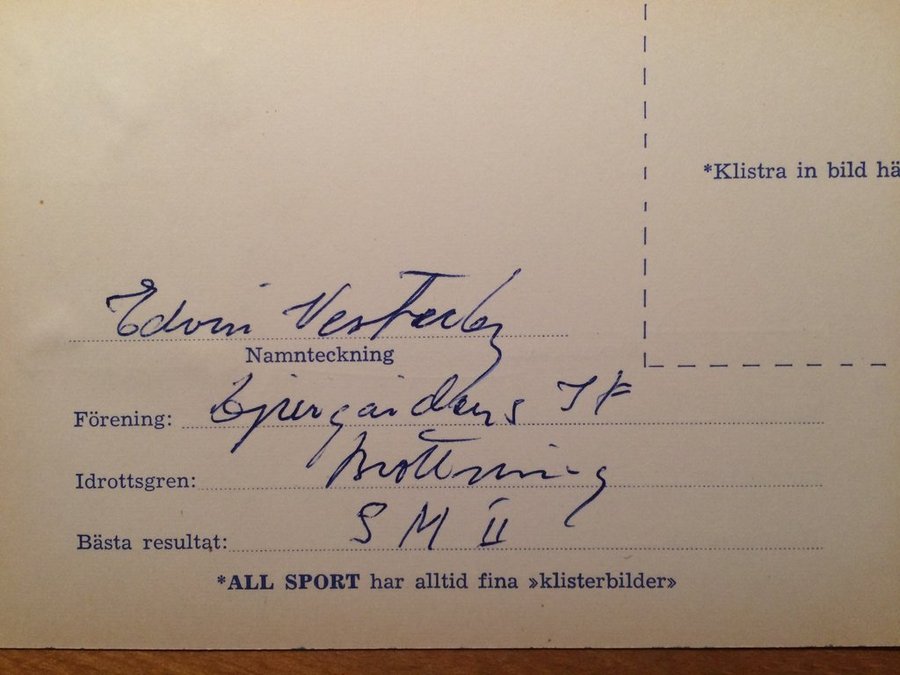 *Klistra in bild hä
Edvin Vesterby
Namnteckning
Förening: Djurgårdens IF
Idrottsgren: Brottning
Bästa resultat: SM II
*ALL SPORT har alltid fina »klisterbilder»